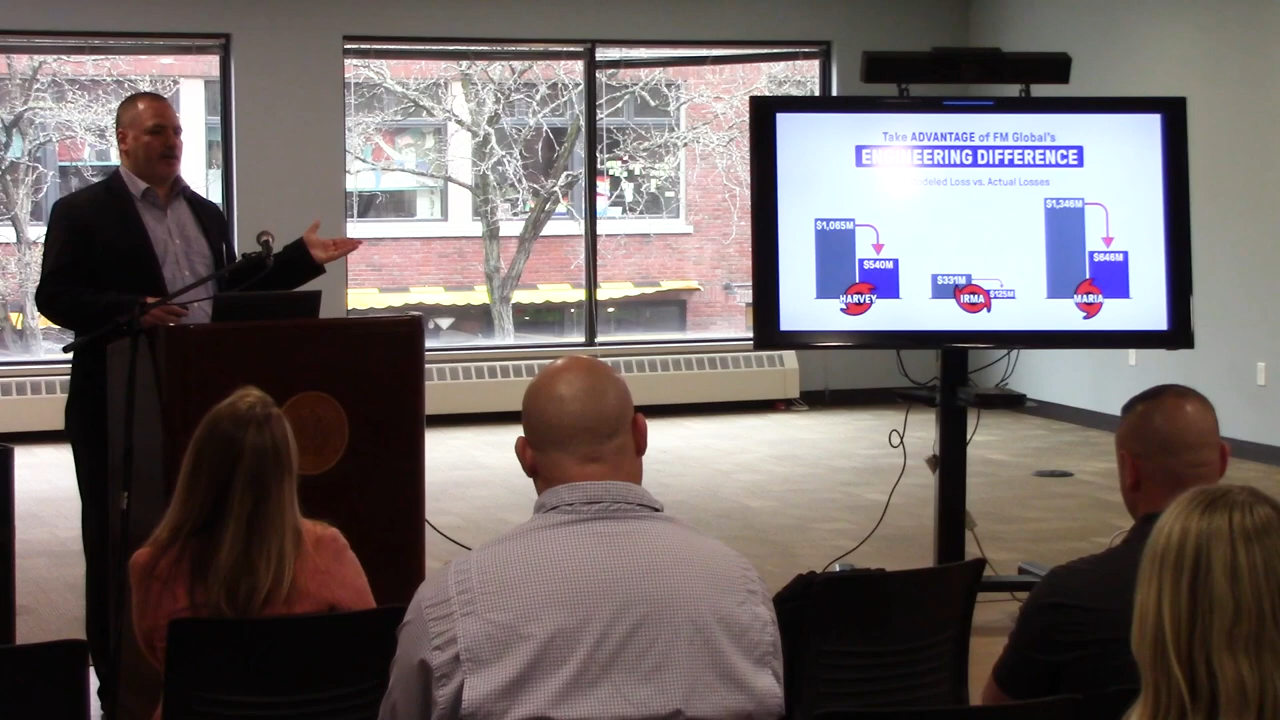 Take ADVANTAGE of FM Global's
ENGINEERING DIFFERENCE
Modeled Loss vs. Actual Losses
$1,065M
$540M
HARVEY
$331M
$125M
IRMA
$1,346M
$646M
MARIA